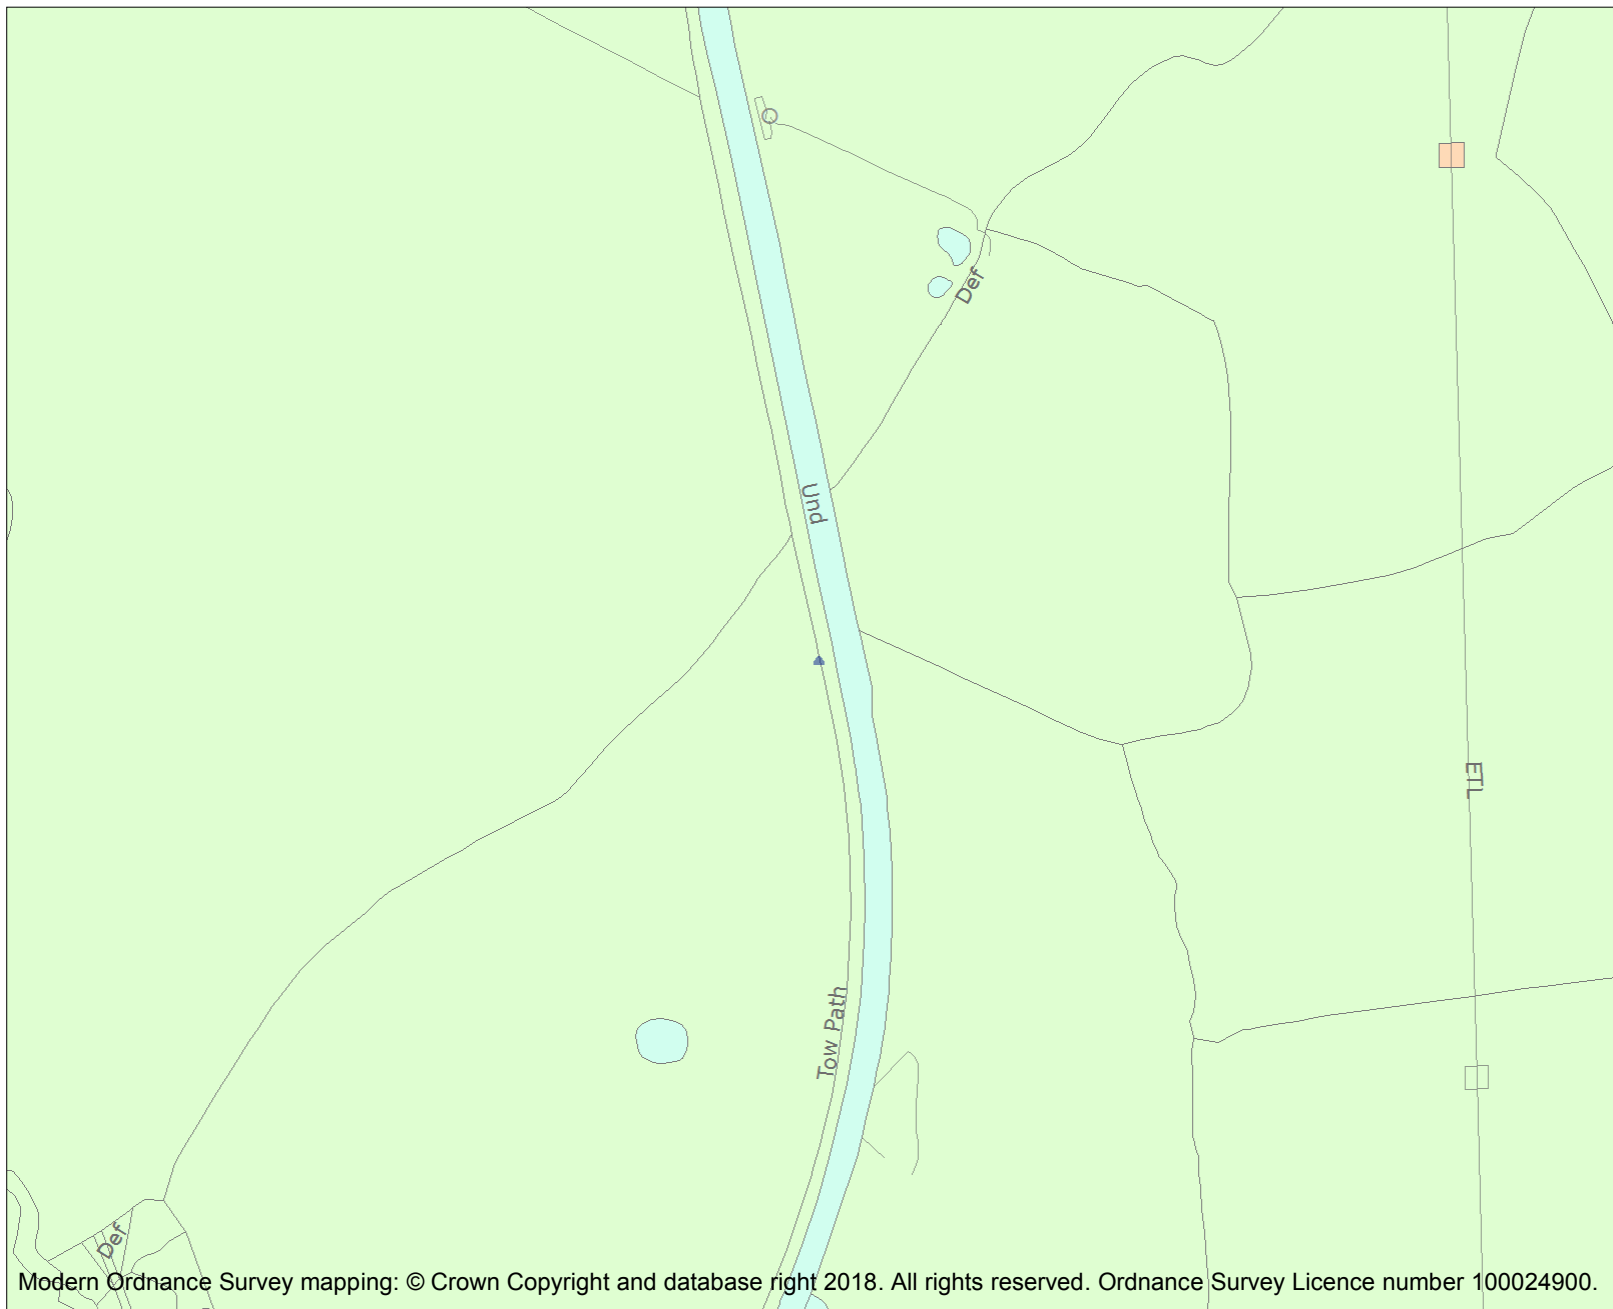 Def
Und
ETL
Tow Path
Def
Modern Ordnance Survey mapping: © Crown Copyright and database right 2018. All rights reserved. Ordnance Survey Licence number 100024900.